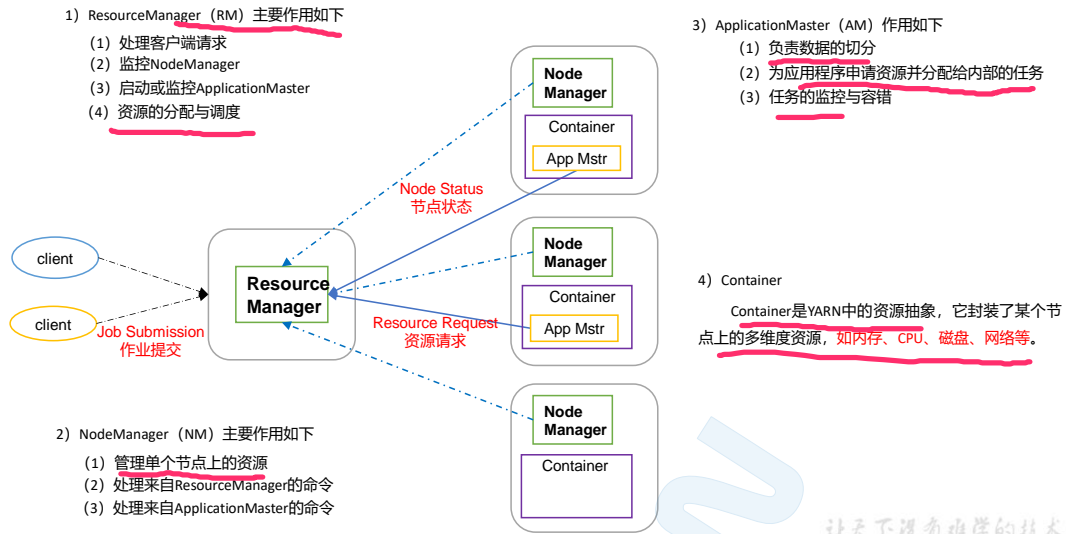 1）ResourceManager（RM）主要作用如下
（1）处理客户端请求
（2）监控NodeManager
（3）启动或监控ApplicationMaster
（4）资源的分配与调度
3）ApplicationMaster（AM）作用如下
（1）负责数据的切分
（2）为应用程序申请资源并分配给内部的任务
（3）任务的监控与容错
Node
Manager
Container
App Mstr
Node Status
节点状态
client
client
Job Submission
作业提交
Resource
Manager
Resource Request
资源请求
Node
Manager
Container
App Mstr
4）Container
Container是YARN中的资源抽象，它封装了某个节
点上的多维度资源，如内存、CPU、磁盘、网络等。
2）NodeManager（NM）主要作用如下
（1）管理单个节点上的资源
（2）处理来自ResourceManager的命令
（3）处理来自ApplicationMaster的命令
Node
Manager
Container
让天下没有难学的技术